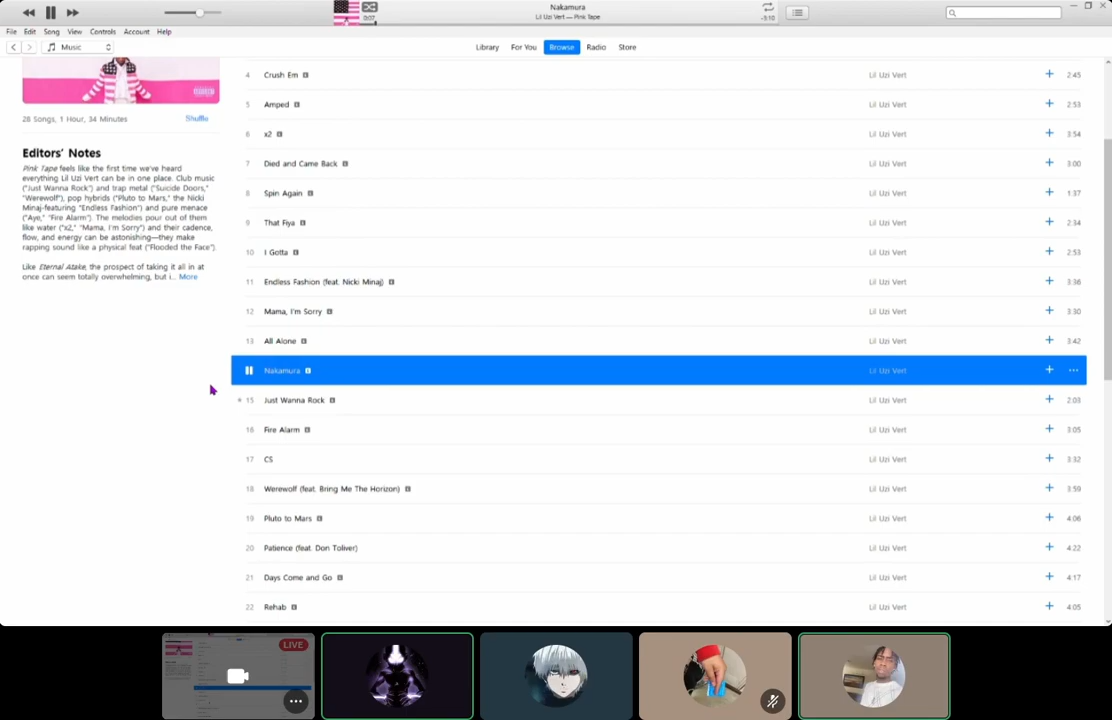 Nakamura
Lil Uzi Vert — Pink Tape
0:07
-3:10
File Edit Song View Controls Account Help
Music
Library For You Browse Radio Store
28 Songs, 1 Hour, 34 Minutes Shuffle
Editors' Notes
Pink Tape feels like the first time we've heard
everything Lil Uzi Vert can be in one place. Club music
("Just Wanna Rock") and trap metal ("Suicide Doors,"
"Werewolf"), pop hybrids ("Pluto to Mars," the Nicki
Minaj-featuring "Endless Fashion") and pure menace
("Aye," "Fire Alarm"). The melodies pour out of them
like water ("x2," "Mama, I'm Sorry") and their cadence,
flow, and energy can be astonishing—they make
rapping sound like a physical feat ("Flooded the Face").
Like Eternal Atake, the prospect of taking it all in at
once can seem totally overwhelming, but i... More
4 Crush Em E Lil Uzi Vert + 2:45
5 Amped E Lil Uzi Vert + 2:53
6 x2 E Lil Uzi Vert + 3:54
7 Died and Came Back E Lil Uzi Vert + 3:00
8 Spin Again E Lil Uzi Vert + 1:37
9 That Fiya E Lil Uzi Vert + 2:34
10 I Gotta E Lil Uzi Vert + 2:53
11 Endless Fashion (feat. Nicki Minaj) E Lil Uzi Vert + 3:36
12 Mama, I'm Sorry E Lil Uzi Vert + 3:30
13 All Alone E Lil Uzi Vert + 3:42
Nakamura E Lil Uzi Vert + ...
15 Just Wanna Rock E Lil Uzi Vert + 2:03
16 Fire Alarm E Lil Uzi Vert + 3:05
17 CS Lil Uzi Vert + 3:32
18 Werewolf (feat. Bring Me The Horizon) E Lil Uzi Vert + 3:59
19 Pluto to Mars E Lil Uzi Vert + 4:06
20 Patience (feat. Don Toliver) Lil Uzi Vert + 4:22
21 Days Come and Go E Lil Uzi Vert + 4:17
22 Rehab E Lil Uzi Vert + 4:05
LIVE